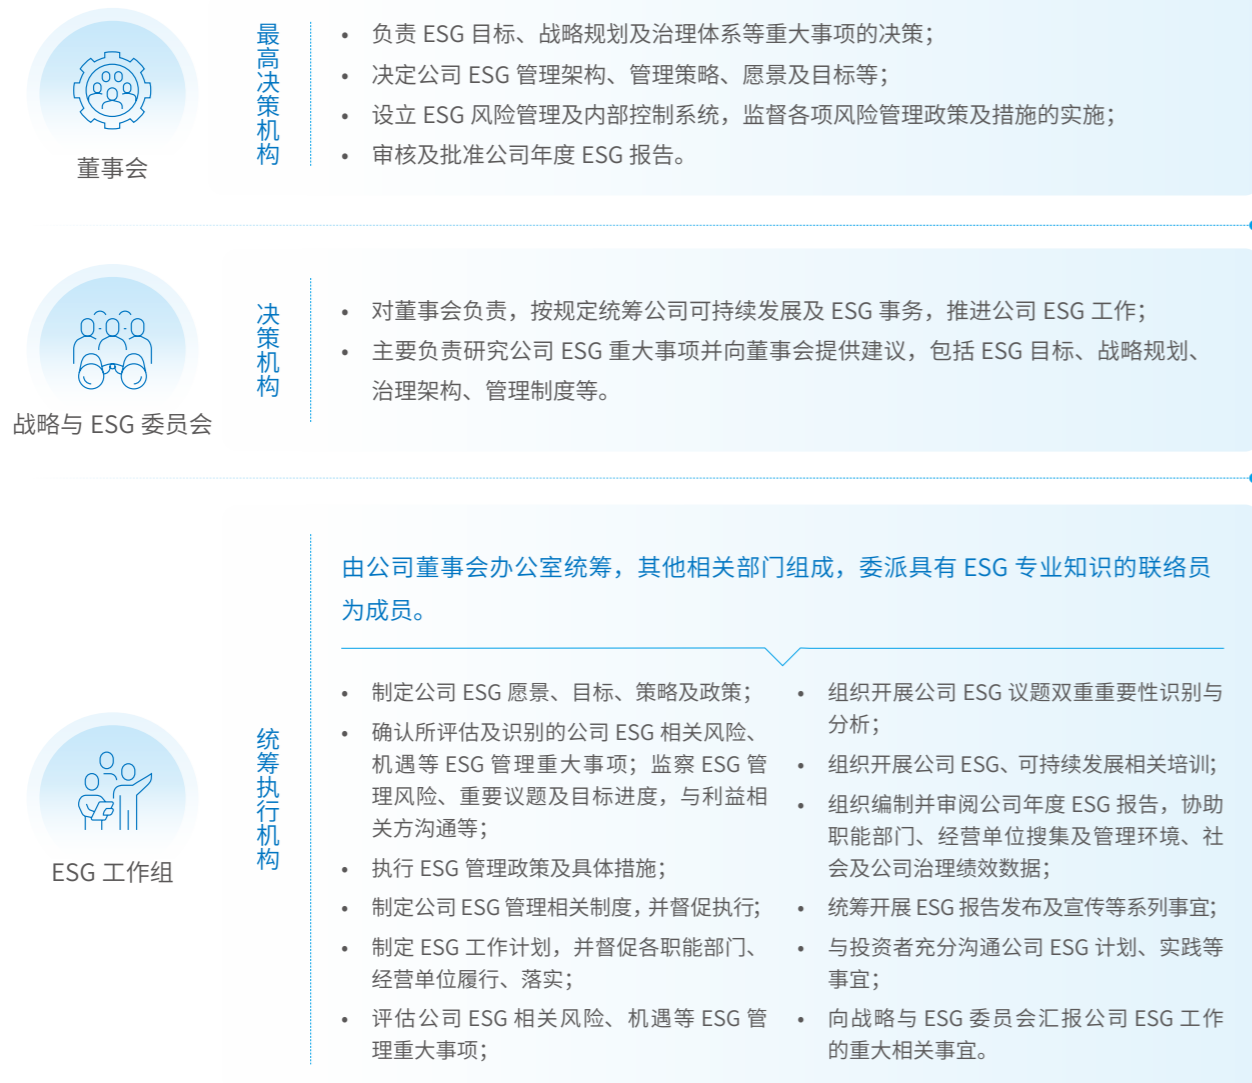 董事会
最高决策机构
• 负责 ESG 目标、战略规划及治理体系等重大事项的决策；
• 决定公司 ESG 管理架构、管理策略、愿景及目标等；
• 设立 ESG 风险管理及内部控制系统，监督各项风险管理政策及措施的实施；
• 审核及批准公司年度 ESG 报告。
战略与 ESG 委员会
决策机构
• 对董事会负责，按规定统筹公司可持续发展及 ESG 事务，推进公司 ESG 工作；
• 主要负责研究公司 ESG 重大事项并向董事会提供建议，包括 ESG 目标、战略规划、
治理架构、管理制度等。
ESG 工作组
统筹执行机构
由公司董事会办公室统筹，其他相关部门组成，委派具有 ESG 专业知识的联络员
为成员。
• 制定公司 ESG 愿景、目标、策略及政策；
• 确认所评估及识别的公司 ESG 相关风险、
机遇等 ESG 管理重大事项；监察 ESG 管
理风险、重要议题及目标进度，与利益相
关方沟通等；
• 执行 ESG 管理政策及具体措施；
• 制定公司 ESG 管理相关制度，并督促执行；
• 制定 ESG 工作计划，并督促各职能部门、
经营单位履行、落实；
• 评估公司 ESG 相关风险、机遇等 ESG 管
理重大事项；
• 组织开展公司 ESG 议题双重重要性识别与
分析；
• 组织开展公司 ESG、可持续发展相关培训；
• 组织编制并审阅公司年度 ESG 报告，协助
职能部门、经营单位搜集及管理环境、社
会及公司治理绩效数据；
• 统筹开展 ESG 报告发布及宣传等系列事宜；
• 与投资者充分沟通公司 ESG 计划、实践等
事宜；
• 向战略与 ESG 委员会汇报公司 ESG 工作
的重大相关事宜。